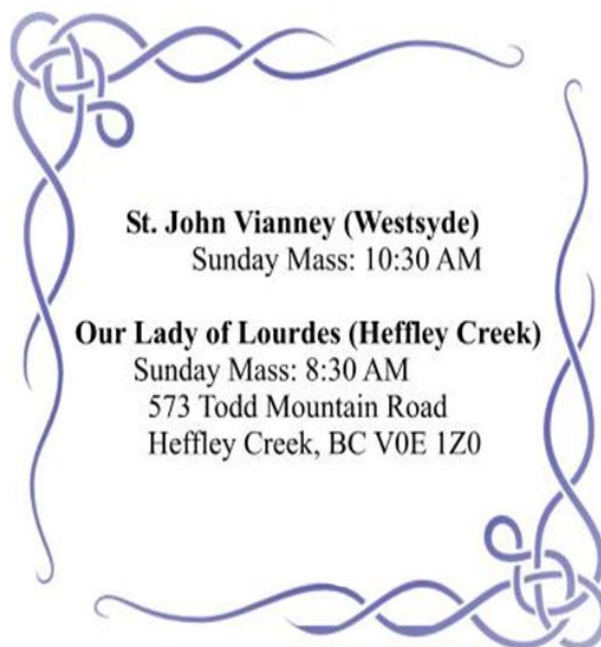 St. John Vianney (Westsyde)
Sunday Mass: 10:30 AM
Our Lady of Lourdes (Heffley Creek)
Sunday Mass: 8:30 AM
573 Todd Mountain Road
Heffley Creek, BC V0E 1Z0